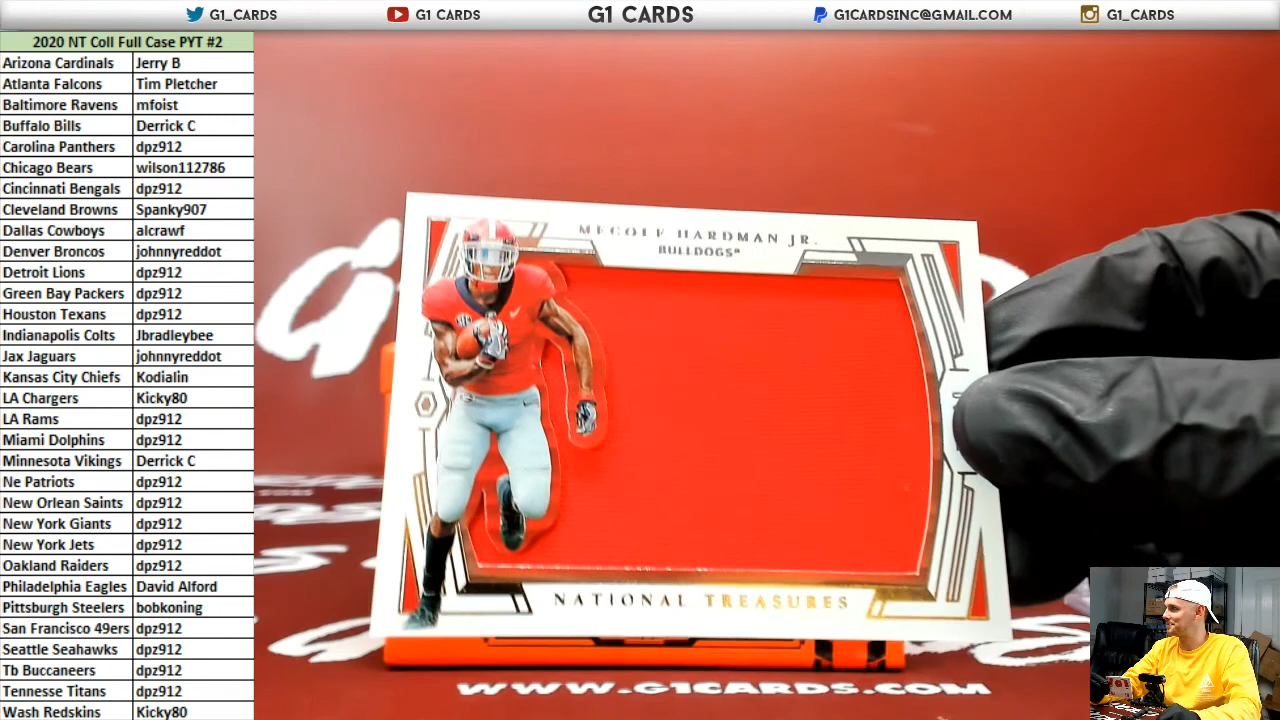 G1_CARDS
G1 CARDS
G1 CARDS
G1CARDSINC@GMAIL.COM
G1_CARDS
2020 NT Coll Full Case PYT #2
Arizona Cardinals Jerry B
Atlanta Falcons Tim Pletcher
Baltimore Ravens mfoist
Buffalo Bills Derrick C
Carolina Panthers dpz912
Chicago Bears wilson112786
Cincinnati Bengals dpz912
Cleveland Browns Spanky907
Dallas Cowboys alcrawf
Denver Broncos johnnyreddot
Detroit Lions dpz912
Green Bay Packers dpz912
Houston Texans dpz912
Indianapolis Colts Jbradleybee
Jax Jaguars johnnyreddot
Kansas City Chiefs Kodialin
LA Chargers Kicky80
LA Rams dpz912
Miami Dolphins dpz912
Minnesota Vikings Derrick C
Ne Patriots dpz912
New Orlean Saints dpz912
New York Giants dpz912
New York Jets dpz912
Oakland Raiders dpz912
Philadelphia Eagles David Alford
Pittsburgh Steelers bobkoning
San Francisco 49ers dpz912
Seattle Seahawks dpz912
Tb Buccaneers dpz912
Tennesse Titans dpz912
Wash Redskins Kicky80
MECOLE HARDMAN JR.
BULLDOGS
NATIONAL TREASURES
WWW.G1CARDS.COM